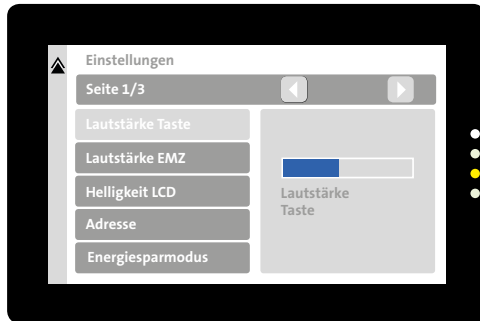 Einstellungen
Seite 1/3
Lautstärke Taste
Lautstärke EMZ
Helligkeit LCD
Adresse
Energiesparmodus
Lautstärke
Taste